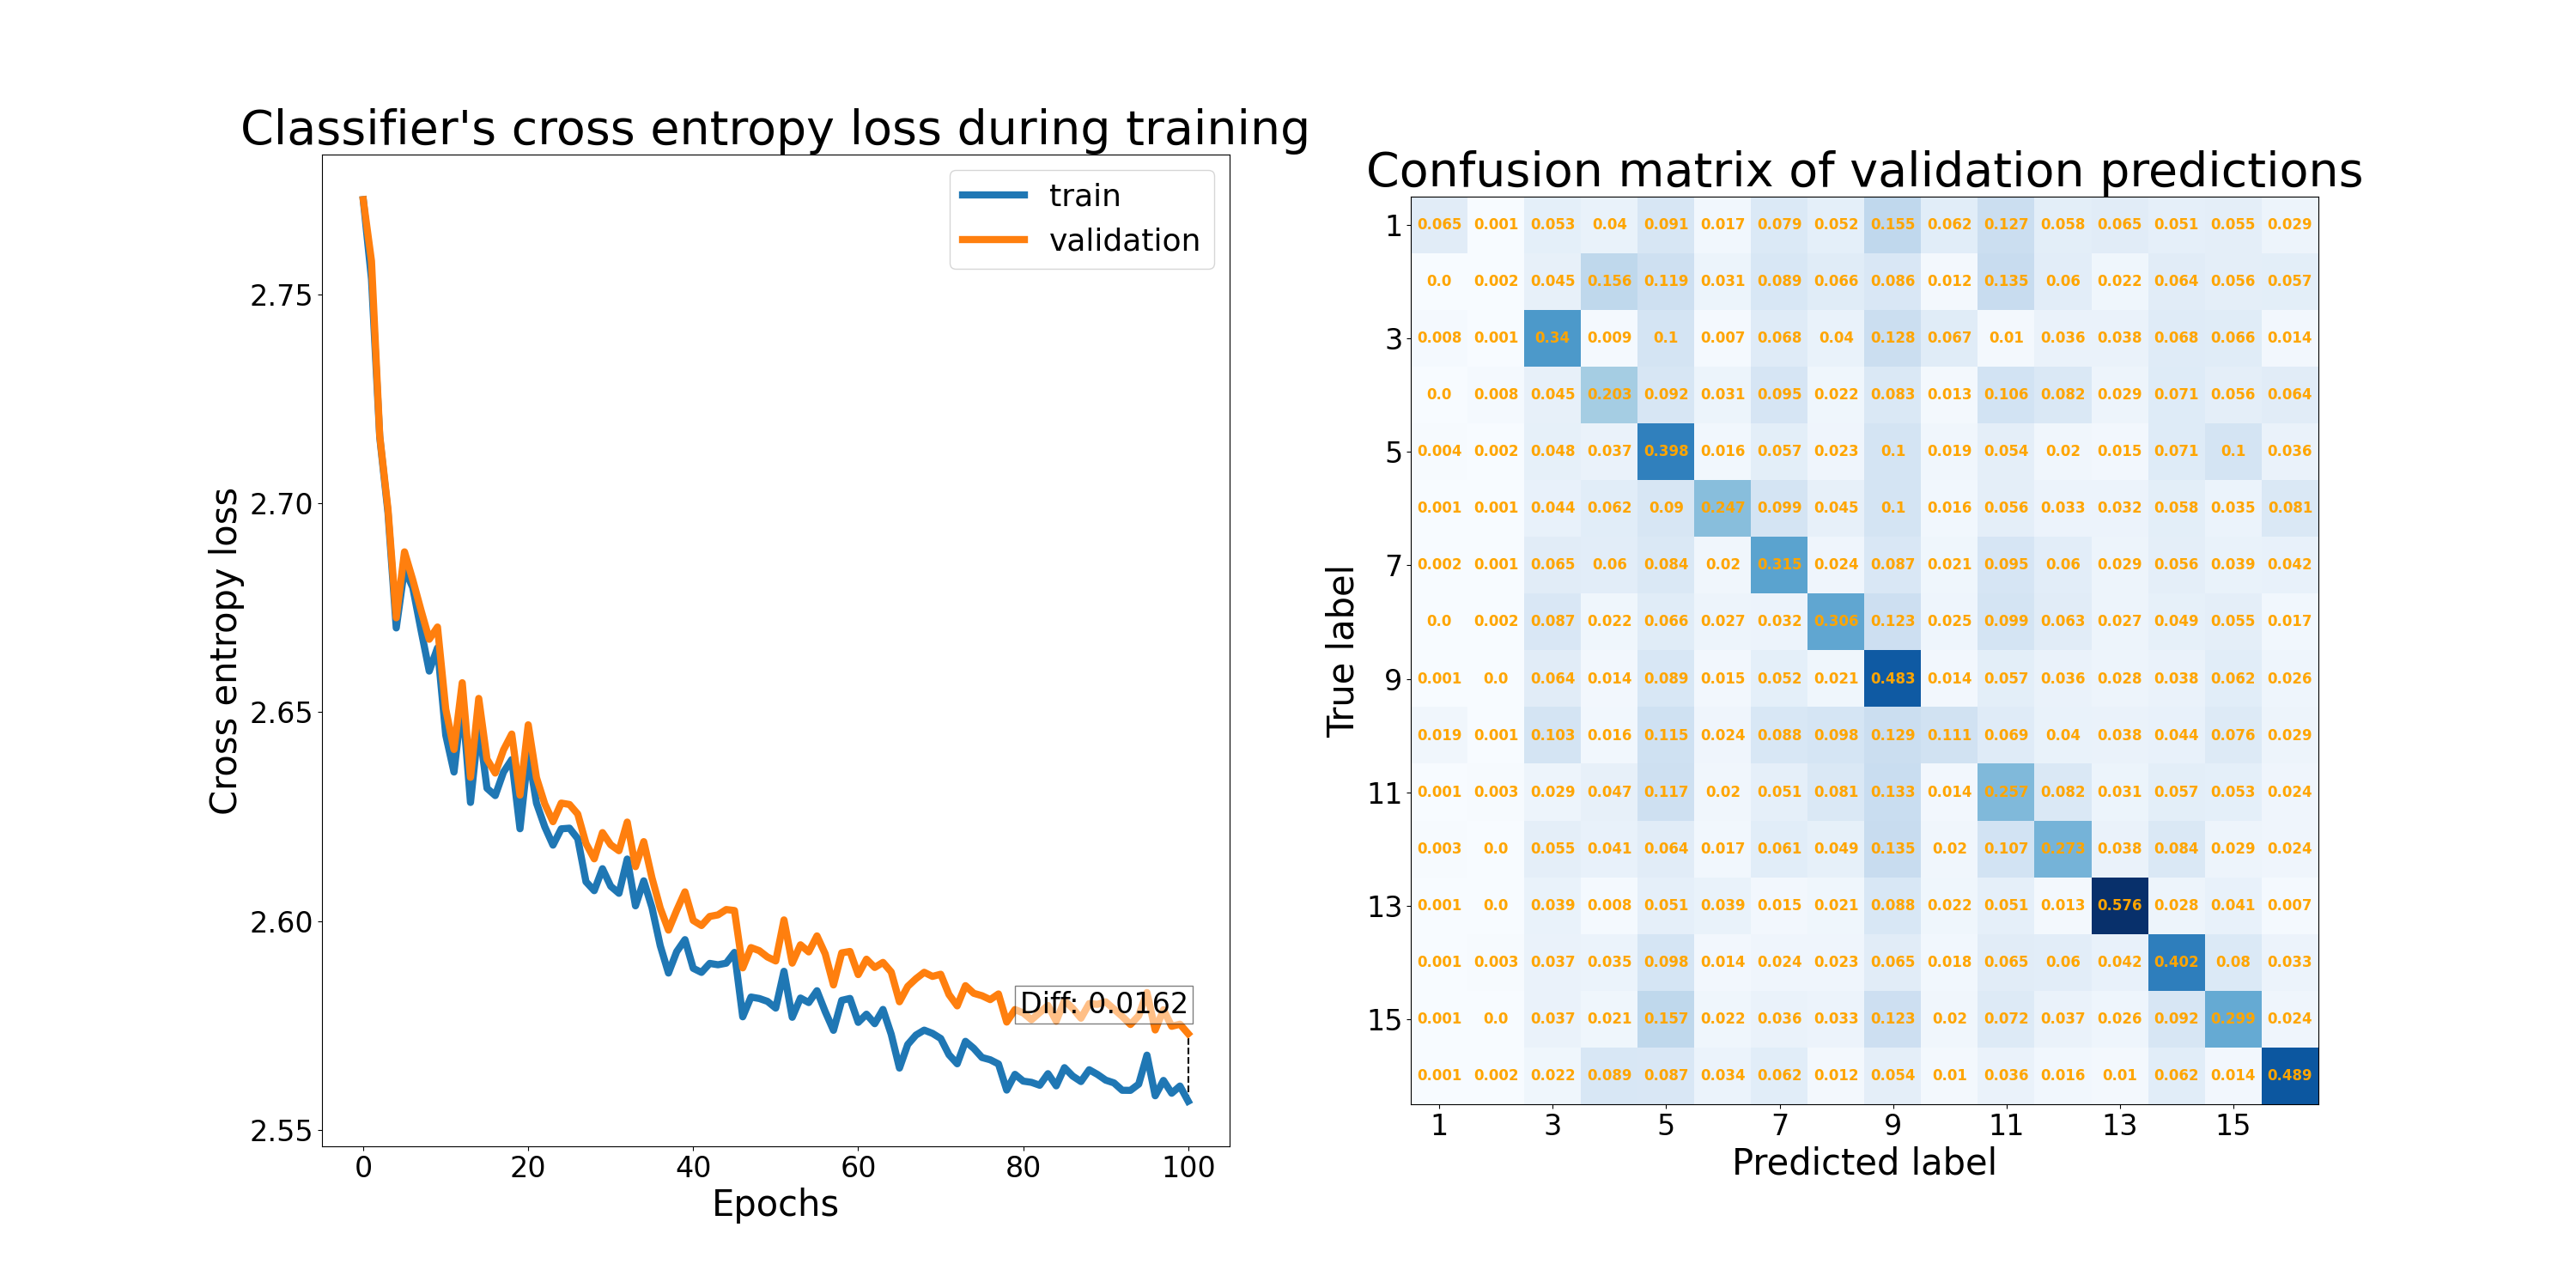 Classifier's cross entropy loss during training
train
validation
2.75
2.70
2.65
2.60
2.55
Cross entropy loss
Diff: 0.0162
0 20 40 60 80 100
Epochs
Confusion matrix of validation predictions
True label
1 0.065 0.001 0.053 0.04 0.091 0.017 0.079 0.052 0.155 0.062 0.127 0.058 0.065 0.051 0.055 0.029
0.0 0.002 0.045 0.156 0.119 0.031 0.089 0.066 0.086 0.012 0.135 0.06 0.022 0.064 0.056 0.057
3 0.008 0.001 0.34 0.009 0.1 0.007 0.068 0.04 0.128 0.067 0.01 0.036 0.038 0.068 0.066 0.014
0.0 0.008 0.045 0.203 0.092 0.031 0.095 0.022 0.083 0.013 0.106 0.082 0.029 0.071 0.056 0.064
5 0.004 0.002 0.048 0.037 0.398 0.016 0.057 0.023 0.1 0.019 0.054 0.02 0.015 0.071 0.1 0.036
0.001 0.001 0.044 0.062 0.09 0.247 0.099 0.045 0.1 0.016 0.056 0.033 0.032 0.058 0.035 0.081
7 0.002 0.001 0.065 0.06 0.084 0.02 0.315 0.024 0.087 0.021 0.095 0.06 0.029 0.056 0.039 0.042
0.0 0.002 0.087 0.022 0.066 0.027 0.032 0.306 0.123 0.025 0.099 0.063 0.027 0.049 0.055 0.017
9 0.001 0.0 0.064 0.014 0.089 0.015 0.052 0.021 0.483 0.014 0.057 0.036 0.028 0.038 0.062 0.026
0.019 0.001 0.103 0.016 0.115 0.024 0.088 0.098 0.129 0.111 0.069 0.04 0.038 0.044 0.076 0.029
11 0.001 0.003 0.029 0.047 0.117 0.02 0.051 0.081 0.133 0.014 0.257 0.082 0.031 0.057 0.053 0.024
0.003 0.0 0.055 0.041 0.064 0.017 0.061 0.049 0.135 0.02 0.107 0.273 0.038 0.084 0.029 0.024
13 0.001 0.0 0.039 0.008 0.051 0.039 0.015 0.021 0.088 0.022 0.051 0.013 0.576 0.028 0.041 0.007
0.001 0.003 0.037 0.035 0.098 0.014 0.024 0.023 0.065 0.018 0.065 0.06 0.042 0.402 0.08 0.033
15 0.001 0.0 0.037 0.021 0.157 0.022 0.036 0.033 0.123 0.02 0.072 0.037 0.026 0.092 0.299 0.024
0.001 0.002 0.022 0.089 0.087 0.034 0.062 0.012 0.054 0.01 0.036 0.016 0.01 0.062 0.014 0.489
1 3 5 7 9 11 13 15
Predicted label